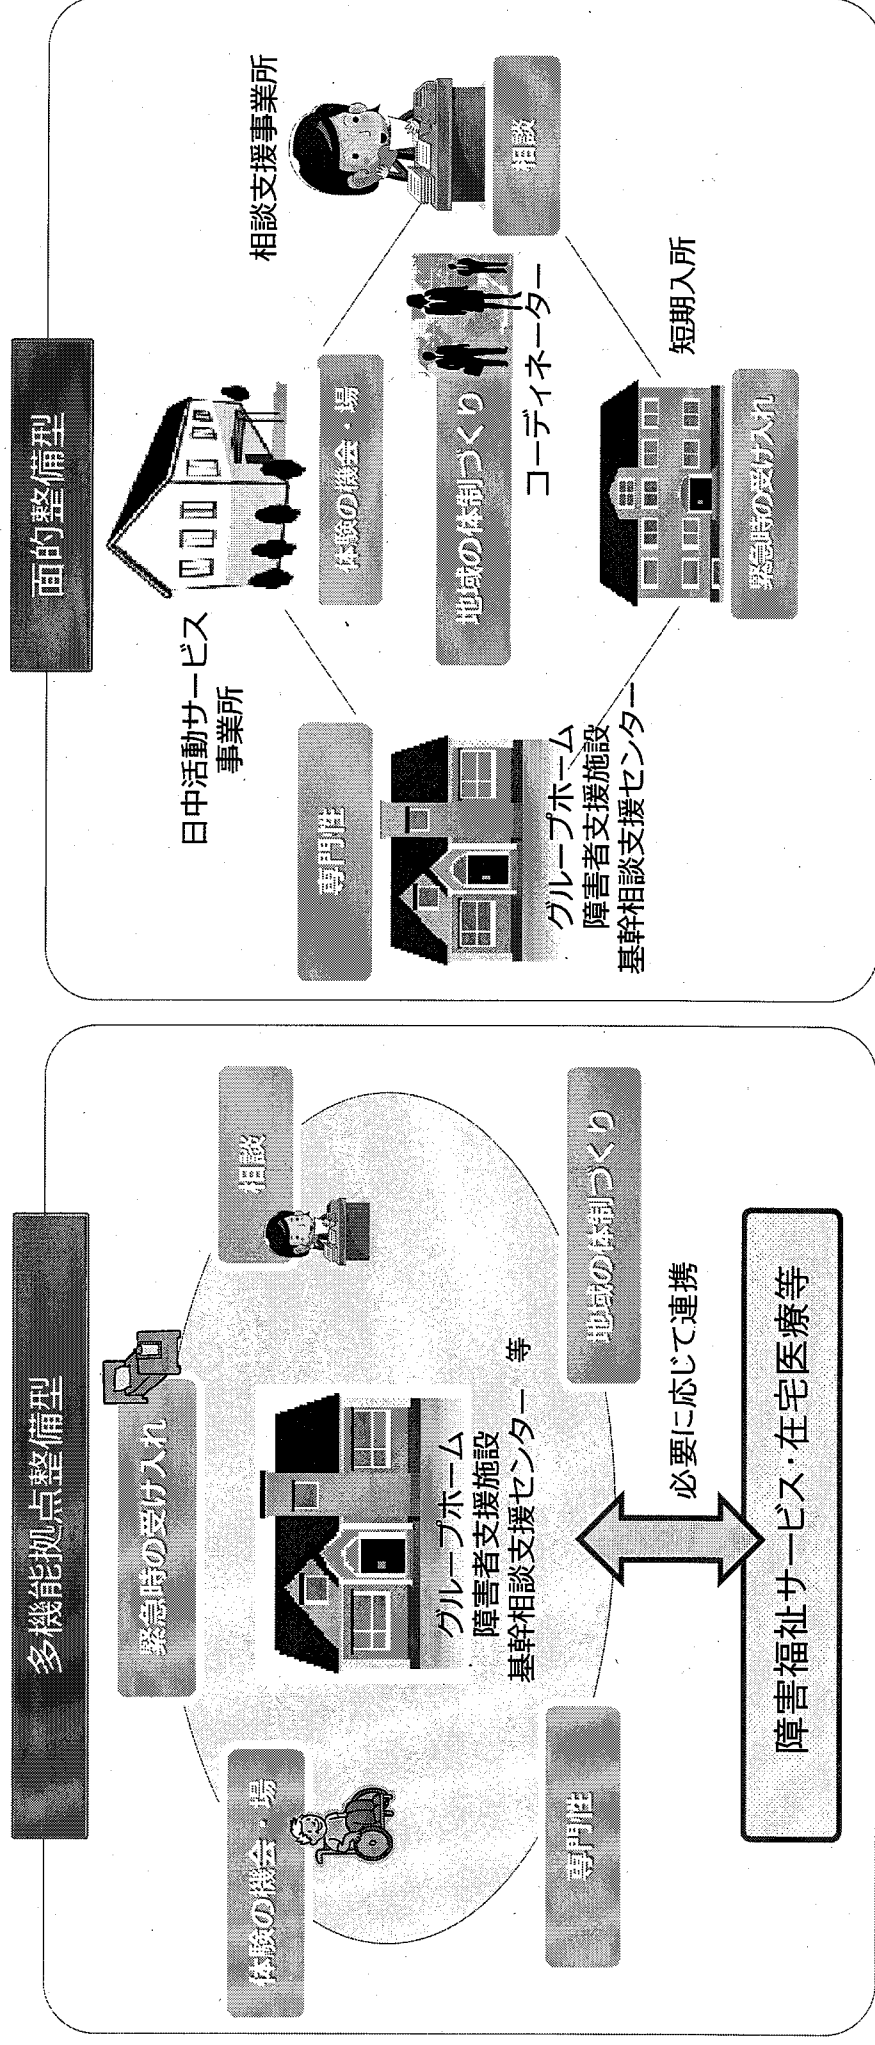 多機能拠点整備型
緊急時の受け入れ
体験の機会・場
相談
グループホーム
障害者支援施設
基幹相談支援センター 等
専門性
地域の体制づくり
必要に応じて連携
障害福祉サービス・在宅医療等
面的整備型
日中活動サービス
事業所
体験の機会・場
相談支援事業所
相談
専門性
グループホーム
障害者支援施設
基幹相談支援センター
地域の体制づくり
コーディネーター
短期入所
緊急時の受け入れ